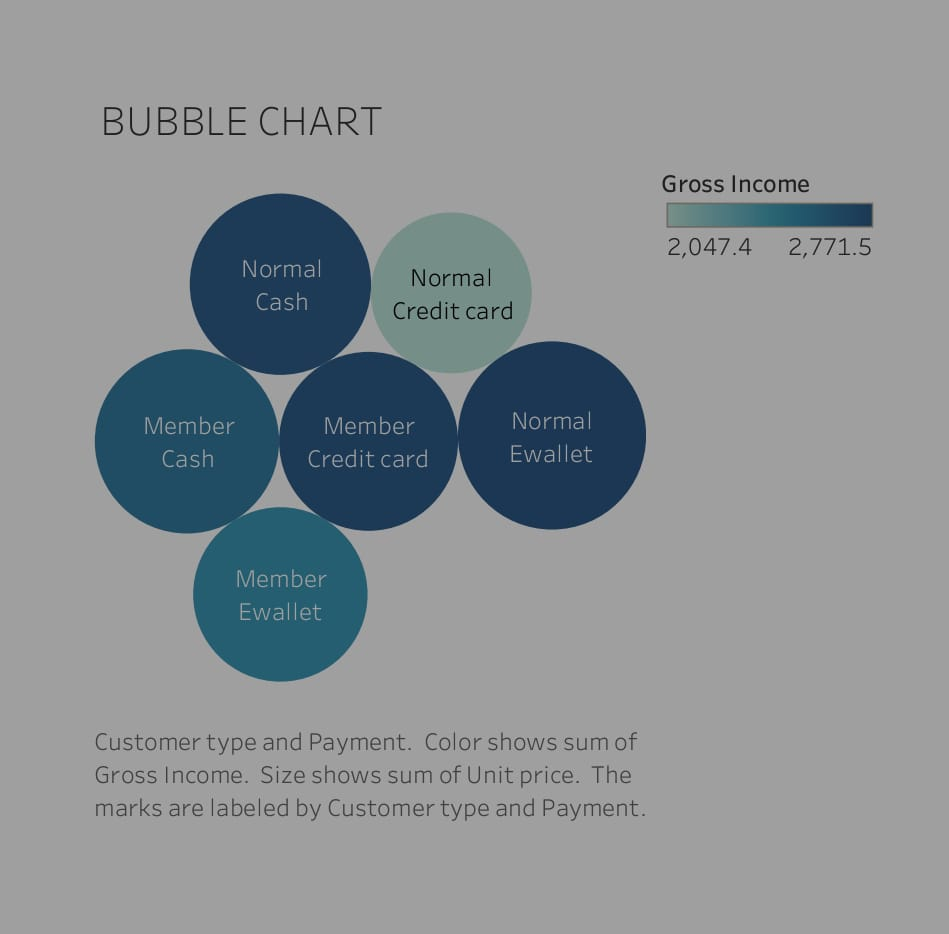 BUBBLE CHART
Gross Income
2,047.4 2,771.5
Normal
Cash
Normal
Credit card
Member
Cash
Member
Credit card
Normal
Ewallet
Member
Ewallet
Customer type and Payment.  Color shows sum of
Gross Income.  Size shows sum of Unit price.  The
marks are labeled by Customer type and Payment.